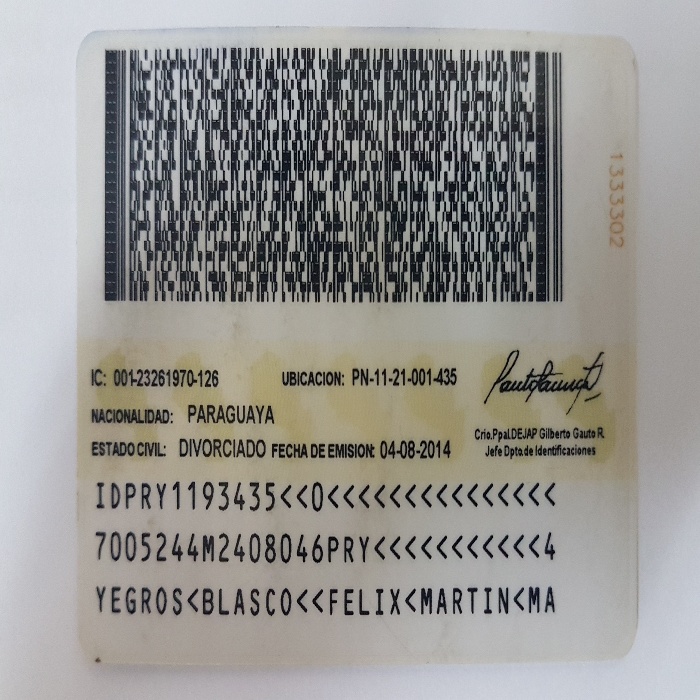 1333302
IC: 001-23261970-126 UBICACION: PN-11-21-001-435
NACIONALIDAD: PARAGUAYA
ESTADO CIVIL: DIVORCIADO FECHA DE EMISION: 04-08-2014
Crio.Ppal.DEJAP Gilberto Gauto R.
Jefe Dpto.de Identificaciones
IDPRY1193435<<0<<<<<<<<<<<<<<<
7005244M2408046PRY<<<<<<<<<<<4
YEGROS<BLASCO<<FELIX<MARTIN<MA